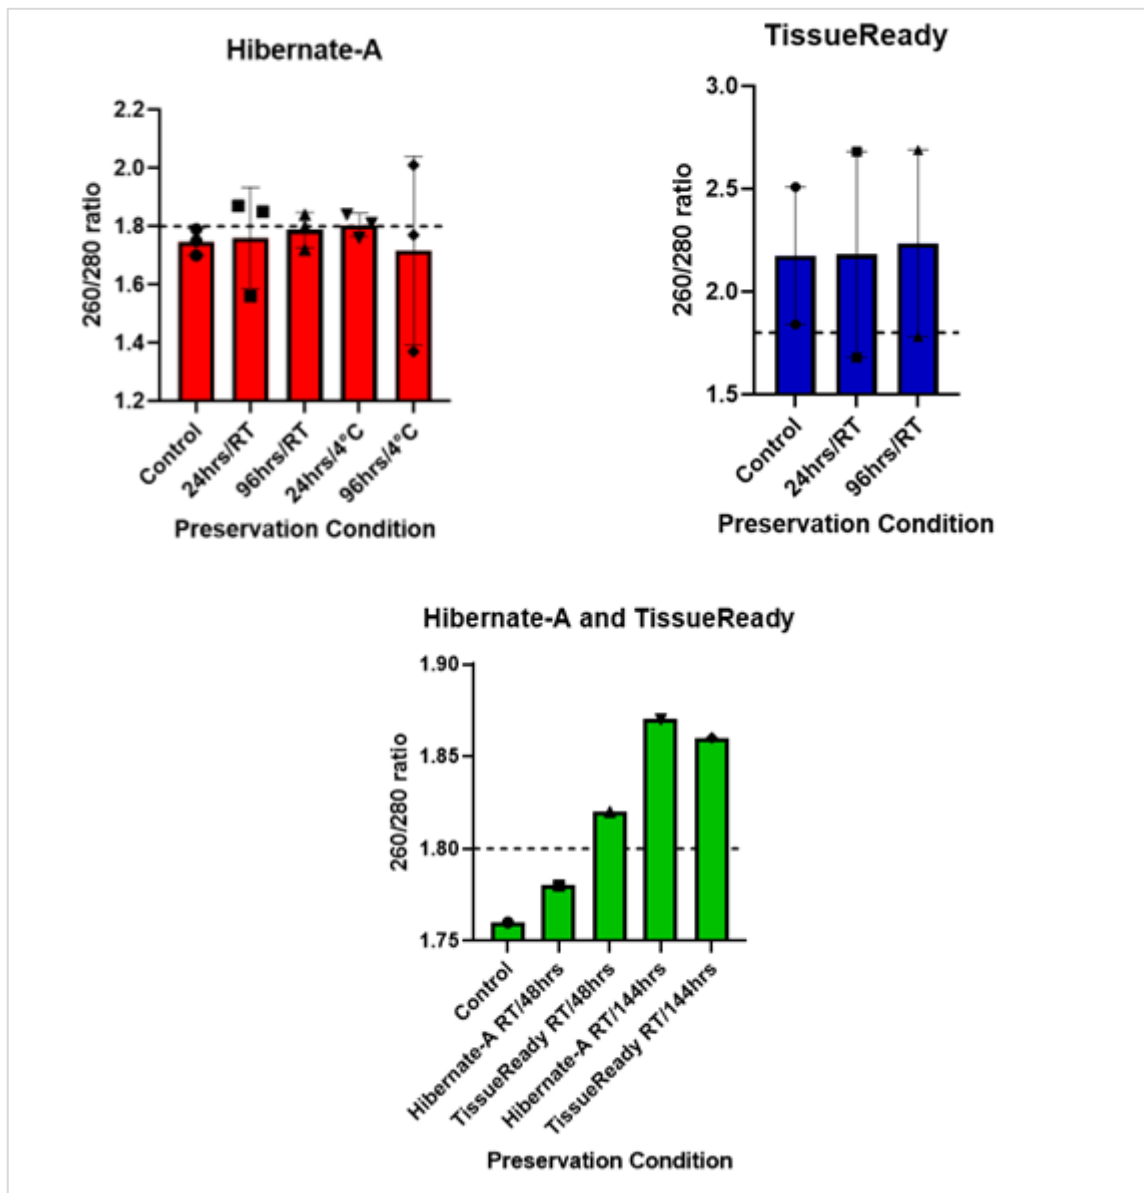 Hibernate-A
2.2
2.0
1.8
1.6
1.4
1.2
260/280 ratio
Control
24hrs/RT
96hrs/RT
24hrs/4°C
96hrs/4°C
Preservation Condition
TissueReady
3.0
2.5
2.0
1.5
260/280 ratio
Control
24hrs/RT
96hrs/RT
Preservation Condition
Hibernate-A and TissueReady
1.90
1.85
1.80
1.75
260/280 ratio
Control
Hibernate-A RT/48hrs
TissueReady RT/48hrs
Hibernate-A RT/144hrs
TissueReady RT/144hrs
Preservation Condition